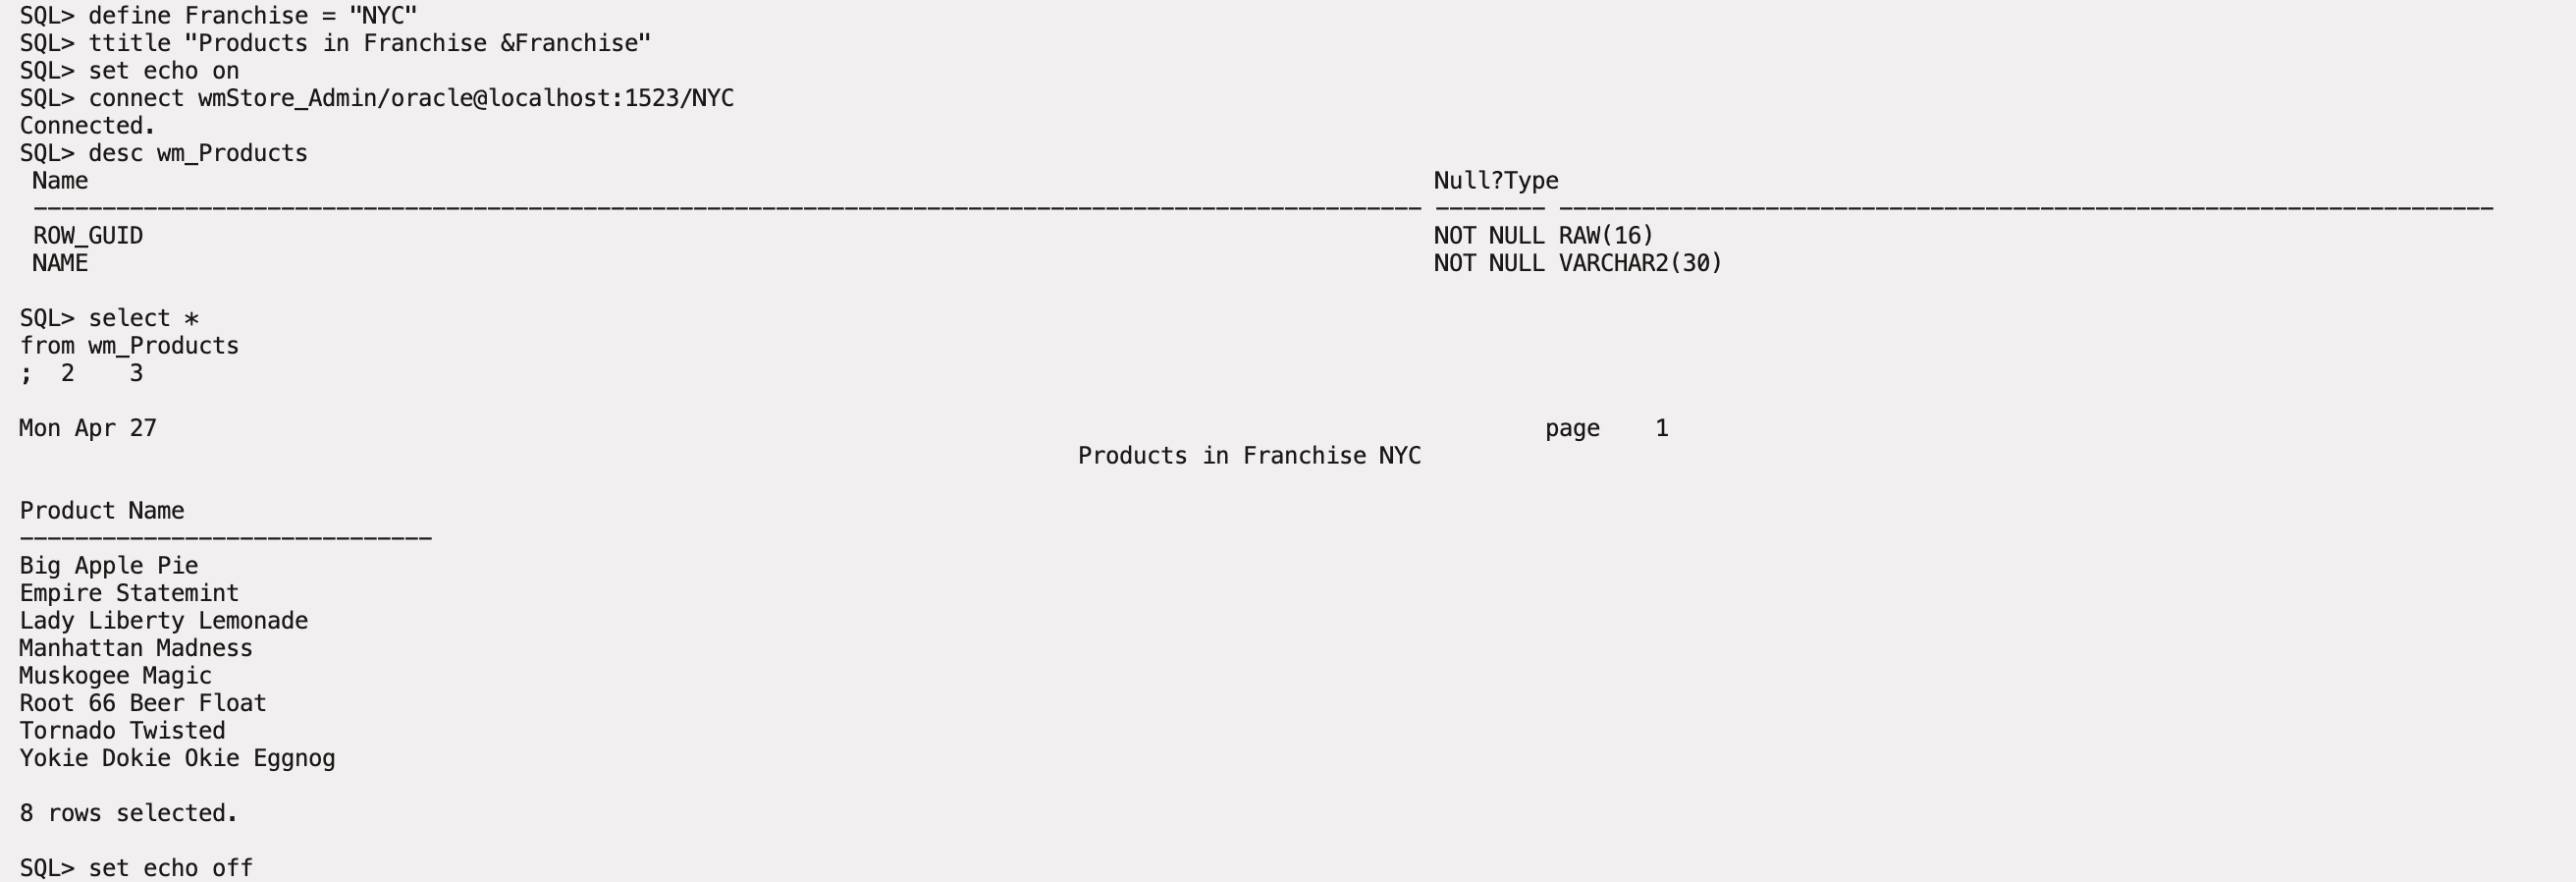 SQL> define Franchise = "NYC"
SQL> ttitle "Products in Franchise &Franchise"
SQL> set echo on
SQL> connect wmStore_Admin/oracle@localhost:1523/NYC
Connected.
SQL> desc wm_Products
Name Null?Type
----------------------------------------------------------------------------------------------------- -------- --------------------------------------------------------------------
ROW_GUID NOT NULL RAW(16)
NAME NOT NULL VARCHAR2(30)
SQL> select *
from wm_Products
;  2    3
Mon Apr 27 page    1
Products in Franchise NYC
Product Name
------------------------------
Big Apple Pie
Empire Statemint
Lady Liberty Lemonade
Manhattan Madness
Muskogee Magic
Root 66 Beer Float
Tornado Twisted
Yokie Dokie Okie Eggnog
8 rows selected.
SQL> set echo off